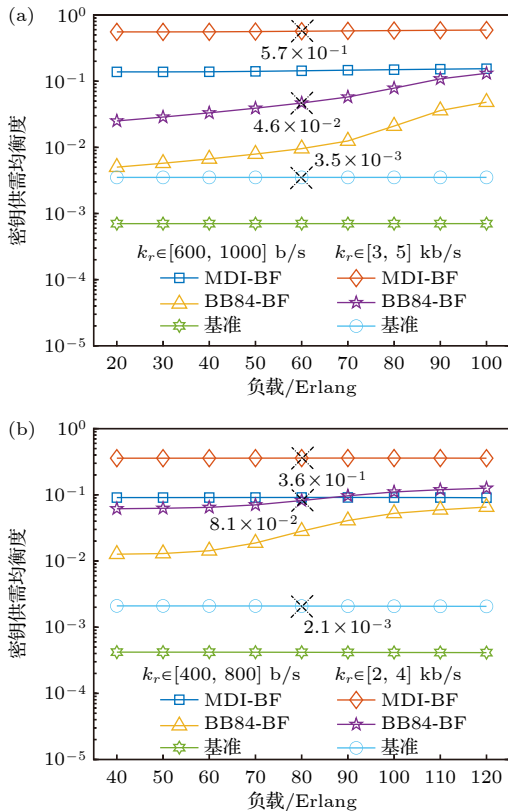 (a)
10⁰
10⁻¹
10⁻²
10⁻³
10⁻⁴
10⁻⁵
密钥供需均衡度
5.7×10⁻¹
4.6×10⁻²
3.5×10⁻³
k_r∈[600, 1000] b/s k_r∈[3, 5] kb/s
MDI-BF MDI-BF
BB84-BF BB84-BF
基准 基准
20 30 40 50 60 70 80 90 100
负载/Erlang
(b)
10⁰
10⁻¹
10⁻²
10⁻³
10⁻⁴
10⁻⁵
密钥供需均衡度
3.6×10⁻¹
8.1×10⁻²
2.1×10⁻³
k_r∈[400, 800] b/s k_r∈[2, 4] kb/s
MDI-BF MDI-BF
BB84-BF BB84-BF
基准 基准
40 50 60 70 80 90 100 110 120
负载/Erlang